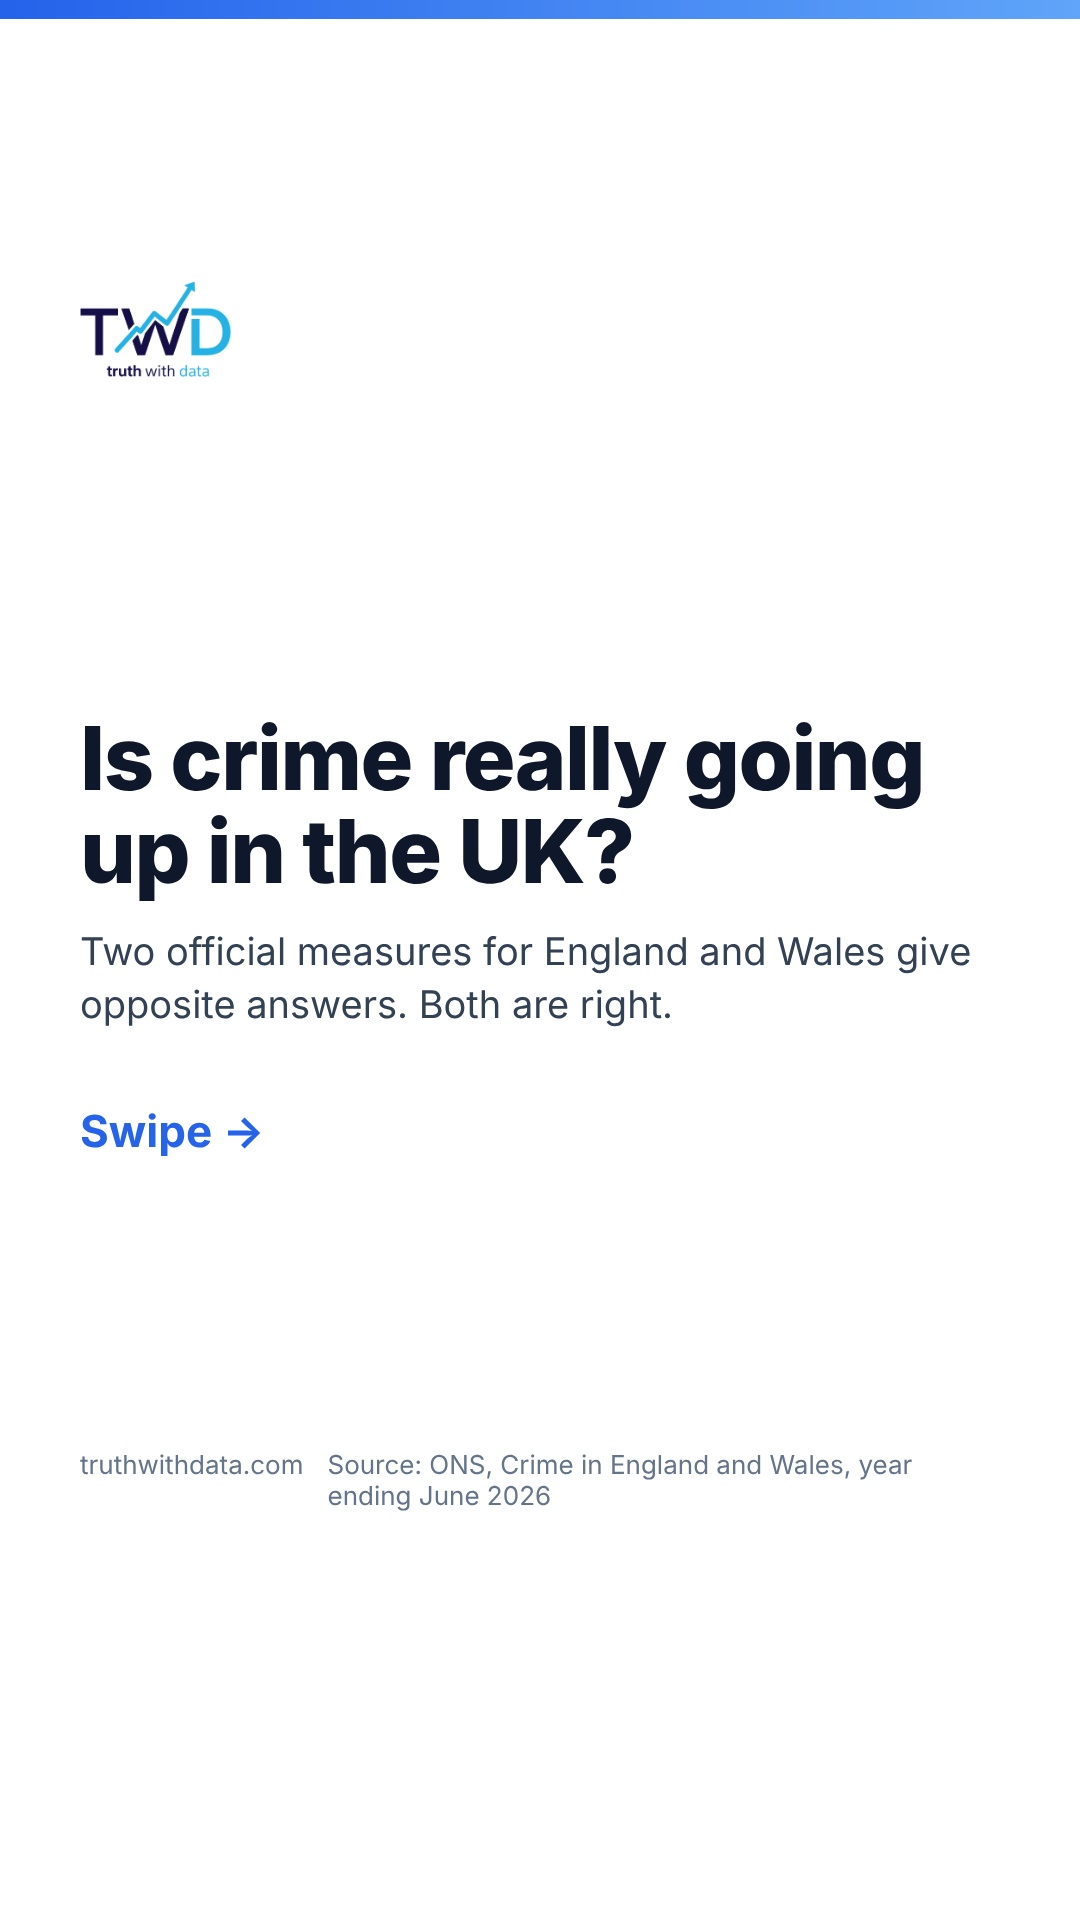 TWD
truth with data
Is crime really going
up in the UK?
Two official measures for England and Wales give
opposite answers. Both are right.
Swipe →
truthwithdata.com
Source: ONS, Crime in England and Wales, year
ending June 2026